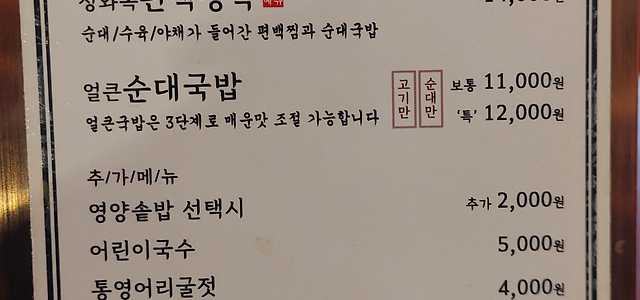 순대/수육/야채가 들어간 편백찜과 순대국밥
얼큰순대국밥 고기만 순대만 보통 11,000원
얼큰국밥은 3단계로 매운맛 조절 가능합니다 '특' 12,000원
추/가/메/뉴
영양솥밥 선택시 추가 2,000원
어린이국수 5,000원
통영어리굴젓 4,000원